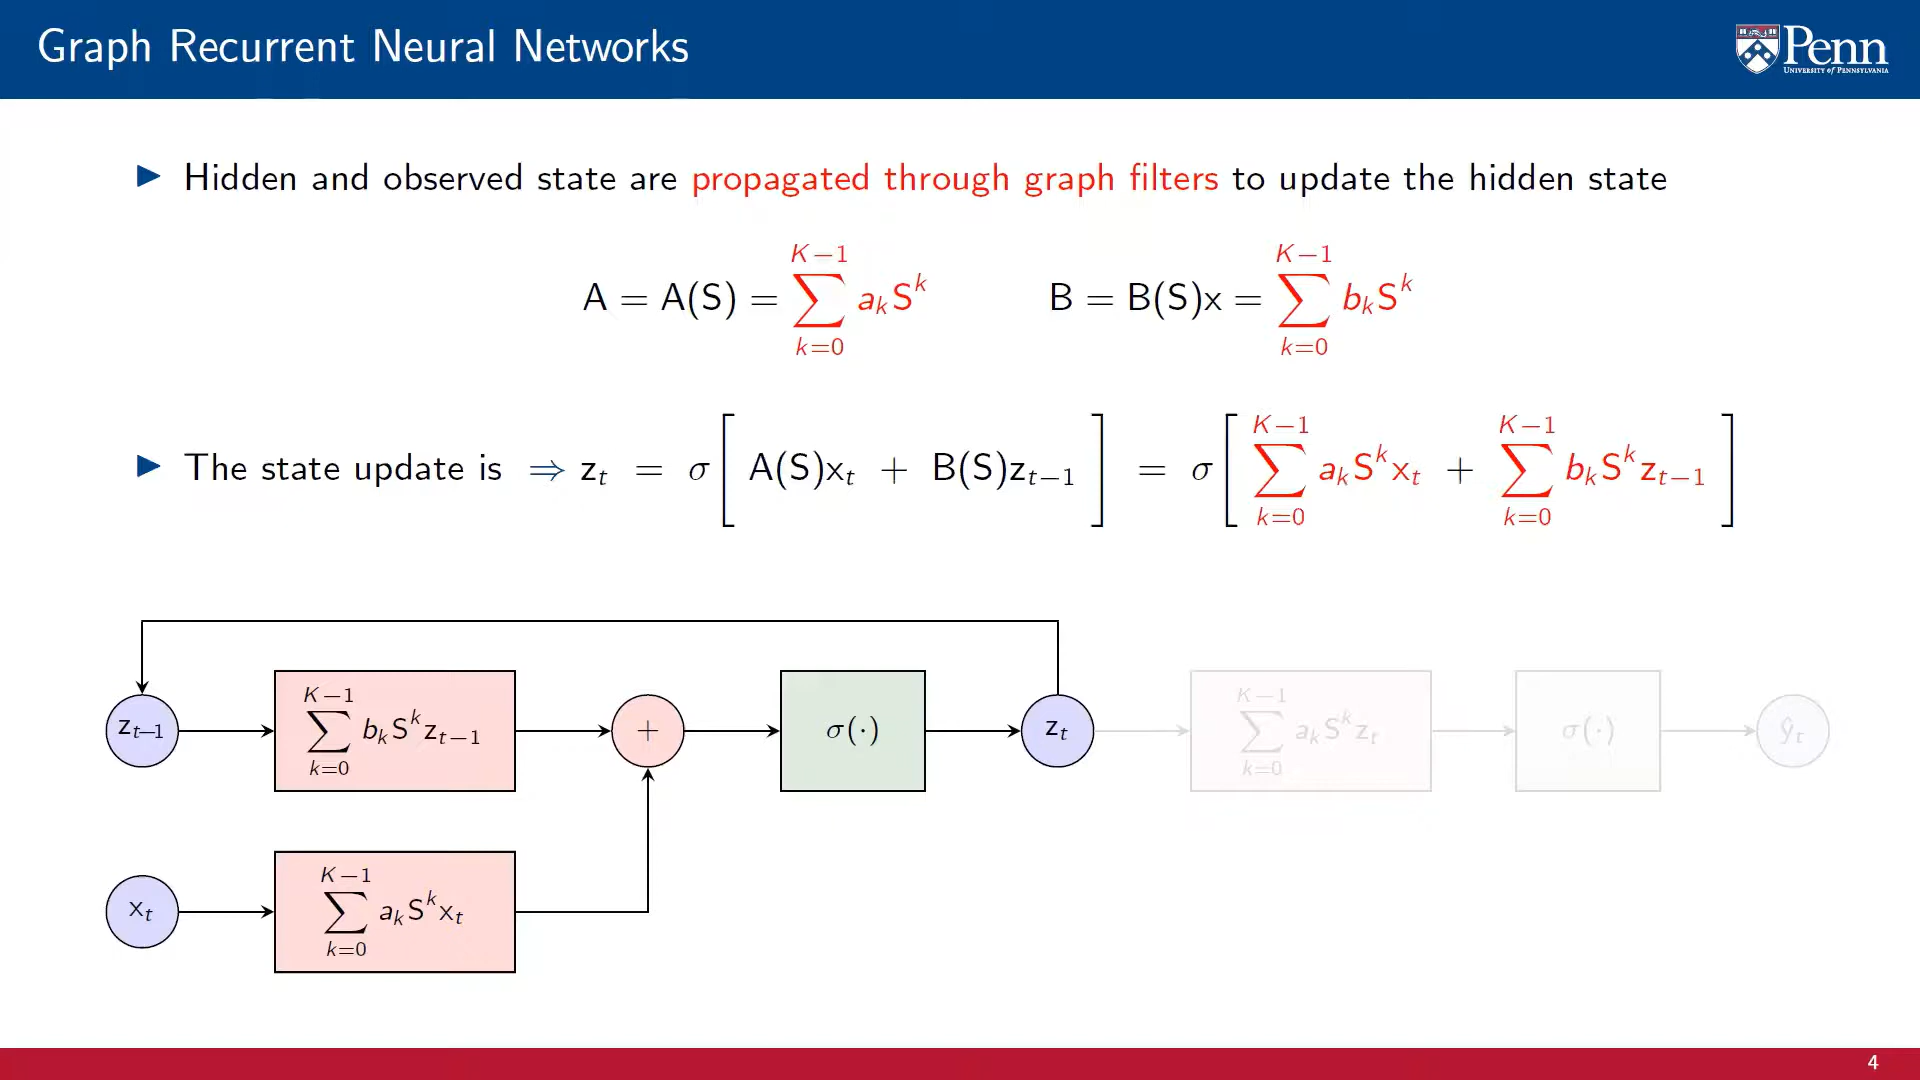 Graph Recurrent Neural Networks
Penn
UNIVERSITY of PENNSYLVANIA
▶ Hidden and observed state are propagated through graph filters to update the hidden state
A = A(S) = ∑_{k=0}^{K−1} a_k S^k    B = B(S)x = ∑_{k=0}^{K−1} b_k S^k
▶ The state update is ⇒ z_t = σ[ A(S)x_t + B(S)z_{t−1} ] = σ[ ∑_{k=0}^{K−1} a_k S^k x_t + ∑_{k=0}^{K−1} b_k S^k z_{t−1} ]
z_{t−1}    ∑_{k=0}^{K−1} b_k S^k z_{t−1}    +    σ(·)    z_t    ∑_{k=0}^{K−1} a_k S^k z_t    σ(·)    ŷ_t
x_t    ∑_{k=0}^{K−1} a_k S^k x_t
4